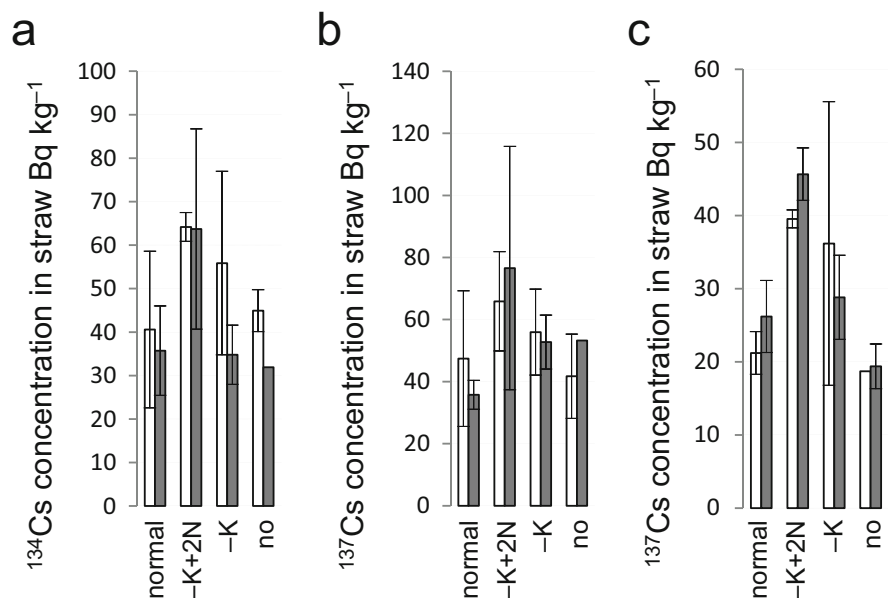 a
¹³⁴Cs concentration in straw Bq kg⁻¹
100
90
80
70
60
50
40
30
20
10
0
normal
–K+2N
–K
no
b
¹³⁷Cs concentration in straw Bq kg⁻¹
140
120
100
80
60
40
20
0
normal
–K+2N
–K
no
c
¹³⁷Cs concentration in straw Bq kg⁻¹
60
50
40
30
20
10
0
normal
–K+2N
–K
no